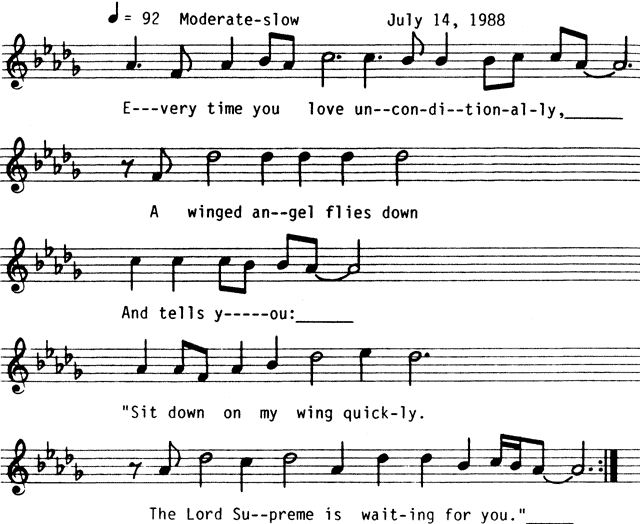 ♩ = 92 Moderate-slow July 14, 1988
E---very time you love un--con-di--tion-al-ly,______
A winged an--gel flies down
And tells y-----ou:______
"Sit down on my wing quick-ly.
The Lord Su--preme is wait-ing for you."_____